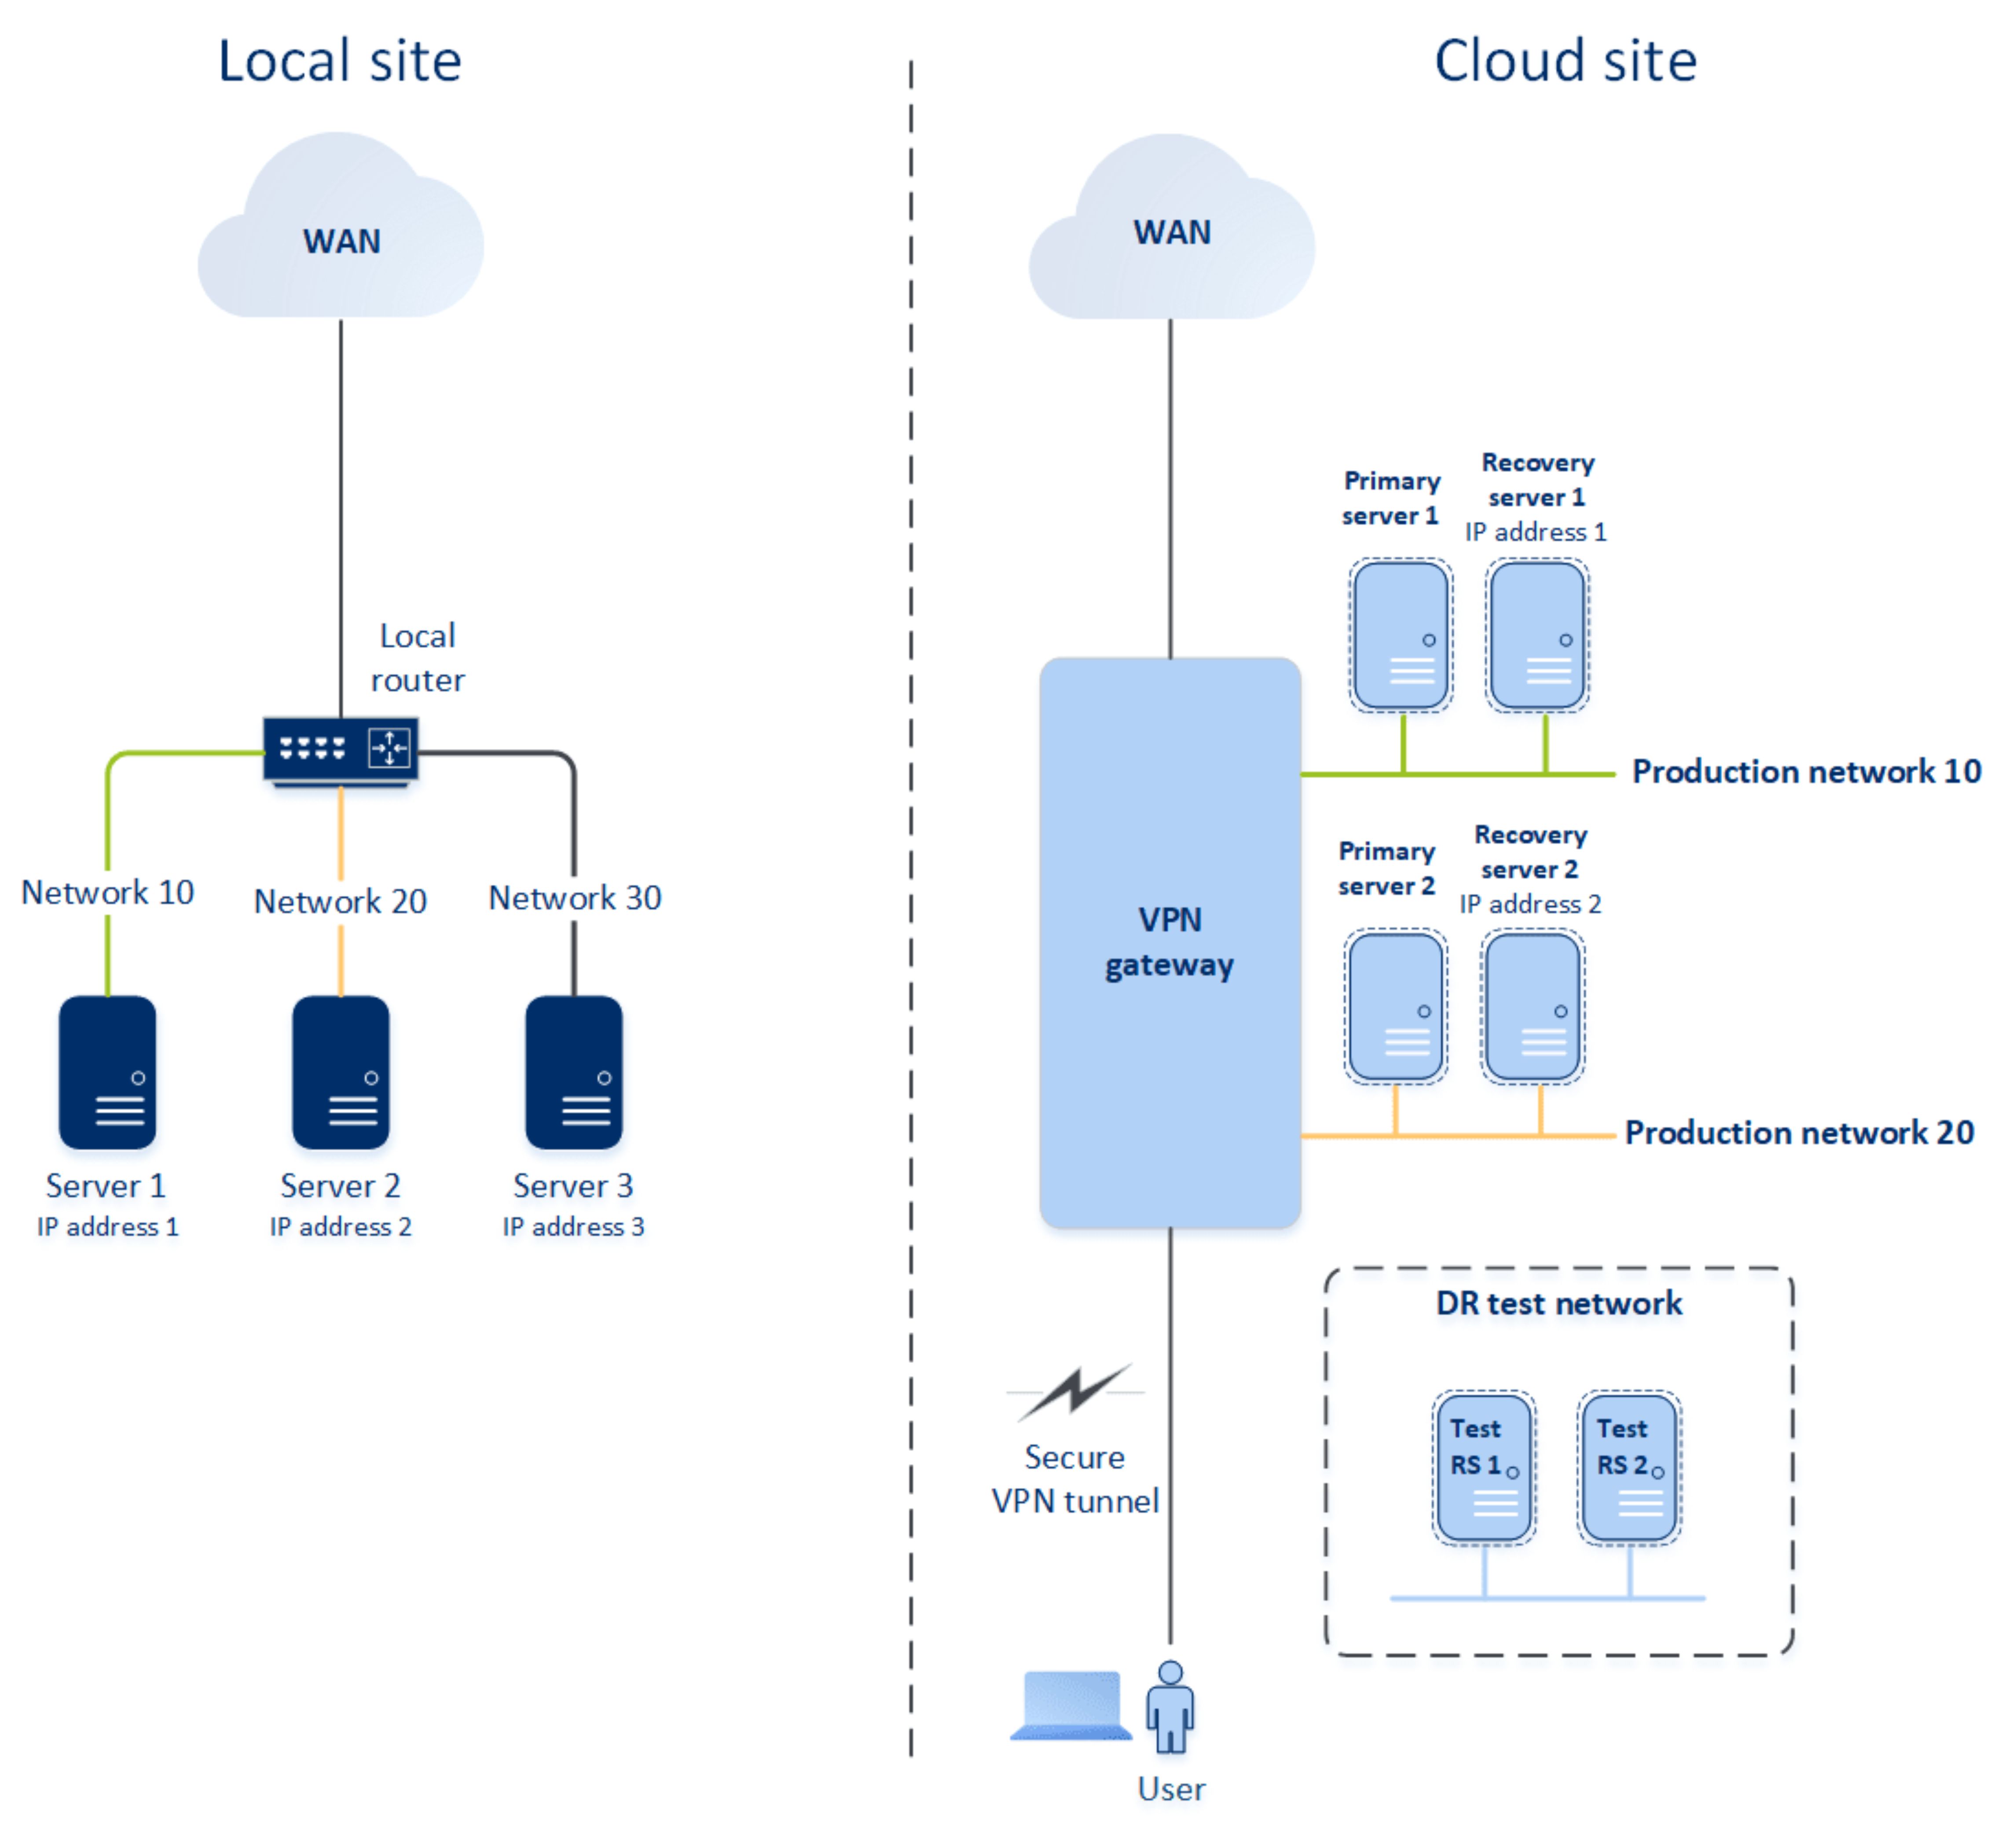 Local site
WAN
Local
router
Network 10
Network 20
Network 30
Server 1
IP address 1
Server 2
IP address 2
Server 3
IP address 3
Cloud site
WAN
Primary
server 1
Recovery
server 1
IP address 1
Production network 10
Primary
server 2
Recovery
server 2
IP address 2
VPN
gateway
Production network 20
DR test network
Test
RS 1
Test
RS 2
Secure
VPN tunnel
User